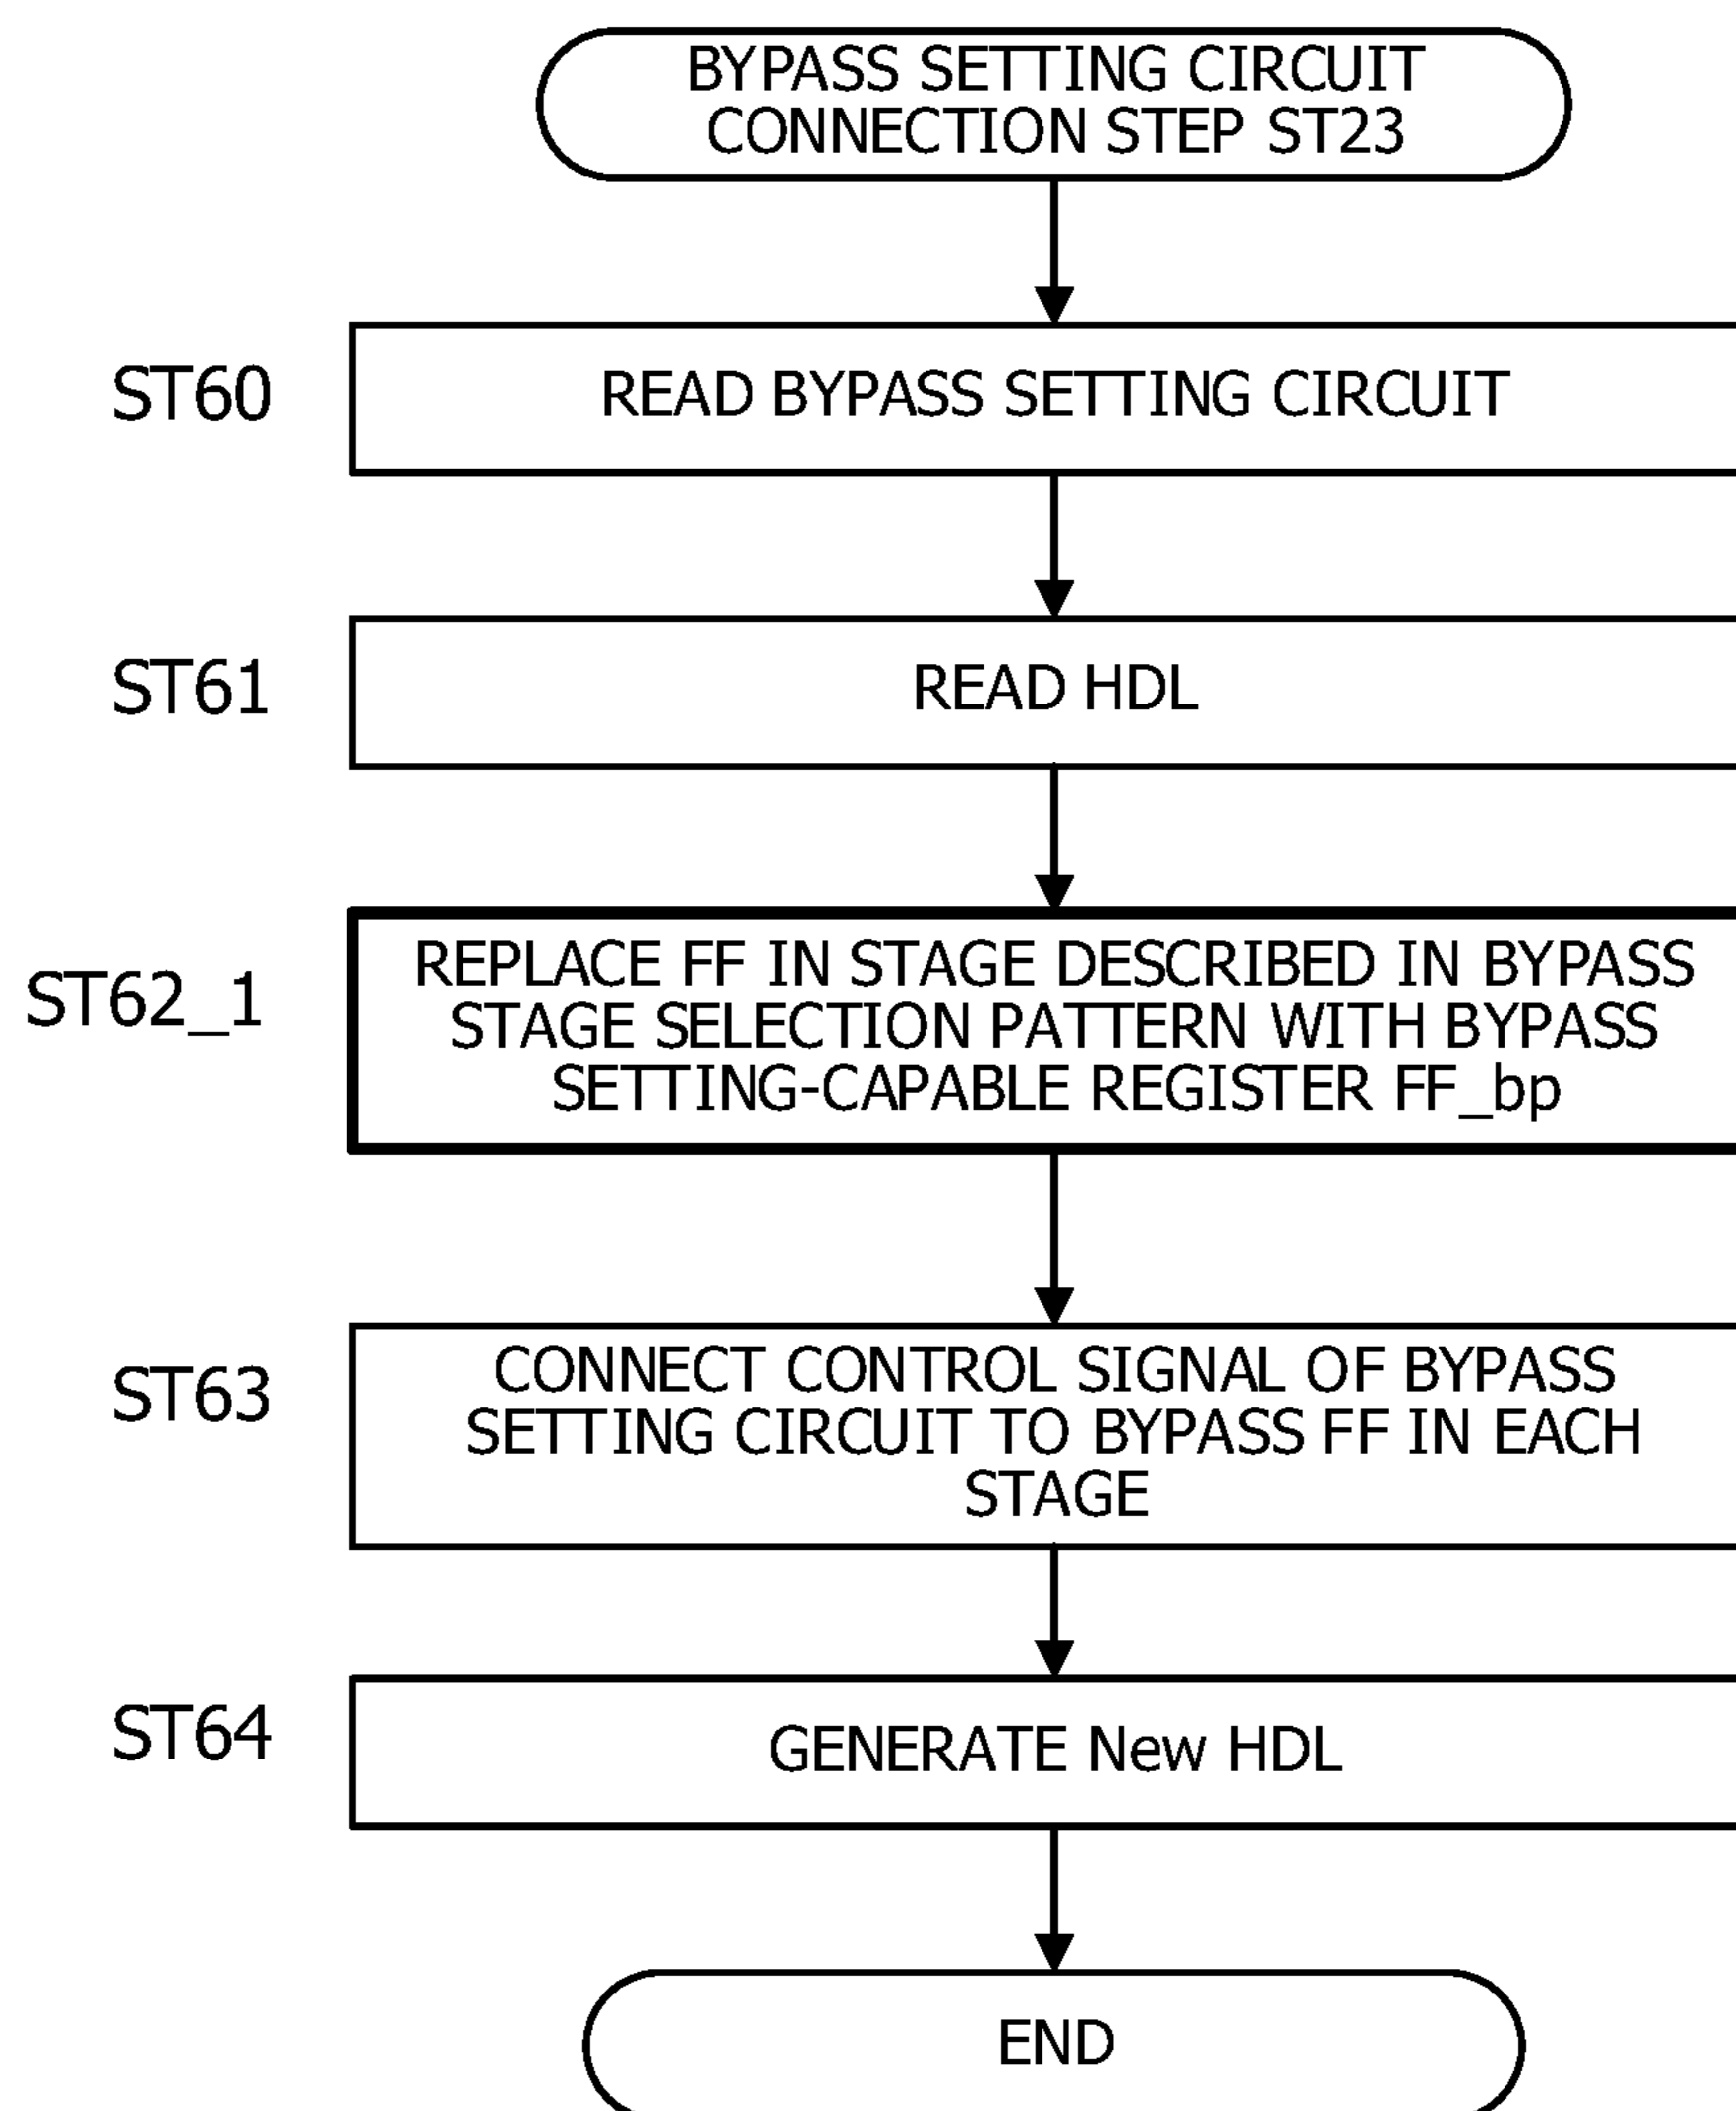 BYPASS SETTING CIRCUIT
CONNECTION STEP ST23
ST60
READ BYPASS SETTING CIRCUIT
ST61
READ HDL
ST62_1
REPLACE FF IN STAGE DESCRIBED IN BYPASS
STAGE SELECTION PATTERN WITH BYPASS
SETTING-CAPABLE REGISTER FF_bp
ST63
CONNECT CONTROL SIGNAL OF BYPASS
SETTING CIRCUIT TO BYPASS FF IN EACH
STAGE
ST64
GENERATE New HDL
END